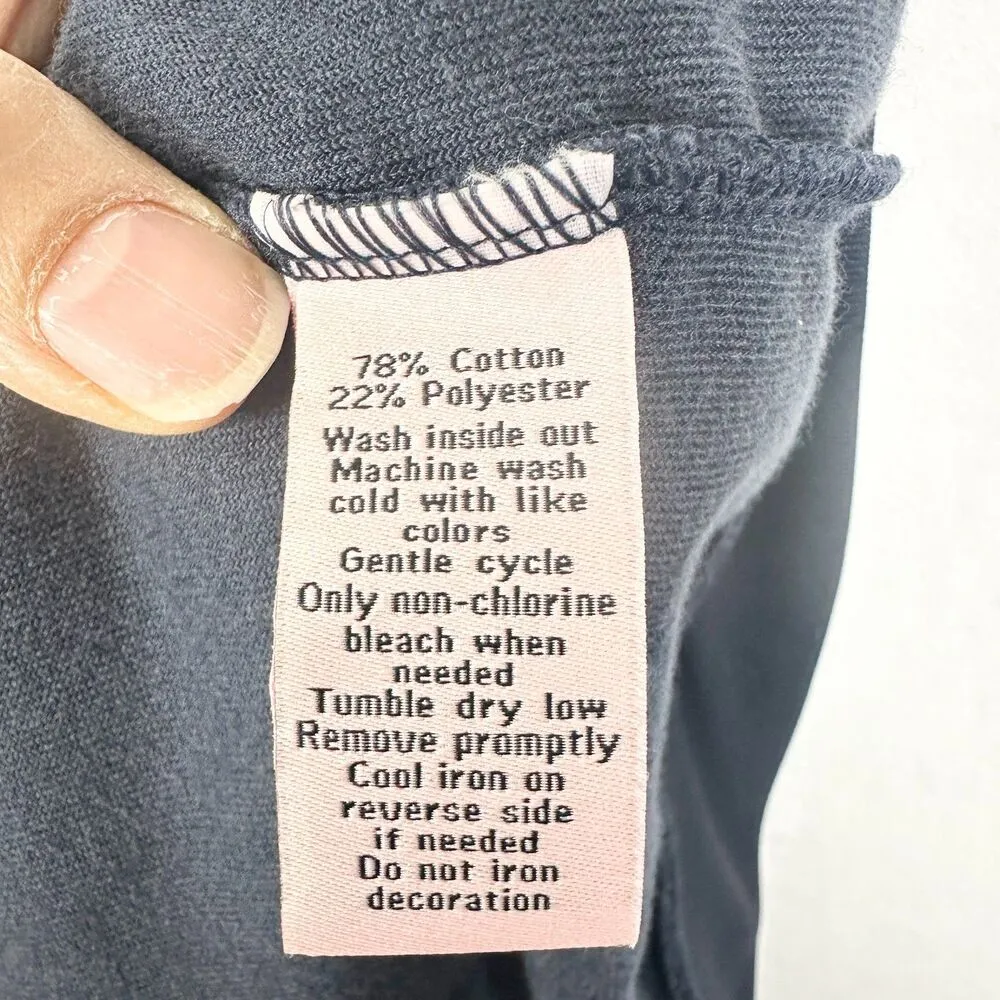 78% Cotton
22% Polyester
Wash inside out
Machine wash
cold with like
colors
Gentle cycle
Only non-chlorine
bleach when
needed
Tumble dry low
Remove promptly
Cool iron on
reverse side
if needed
Do not iron
decoration